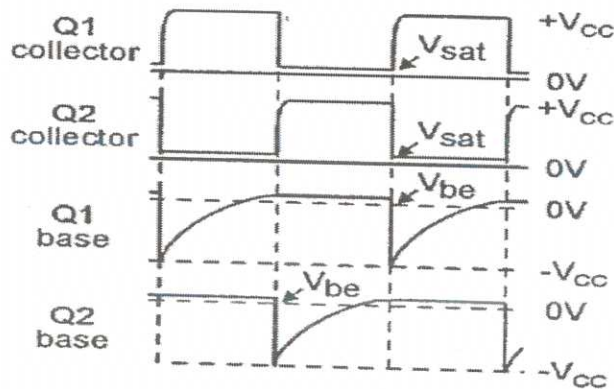 Q1
collector
+Vcc
Vsat
0V
Q2
collector
+Vcc
Vsat
0V
Q1
base
Vbe
0V
-Vcc
Q2
base
Vbe
0V
-Vcc